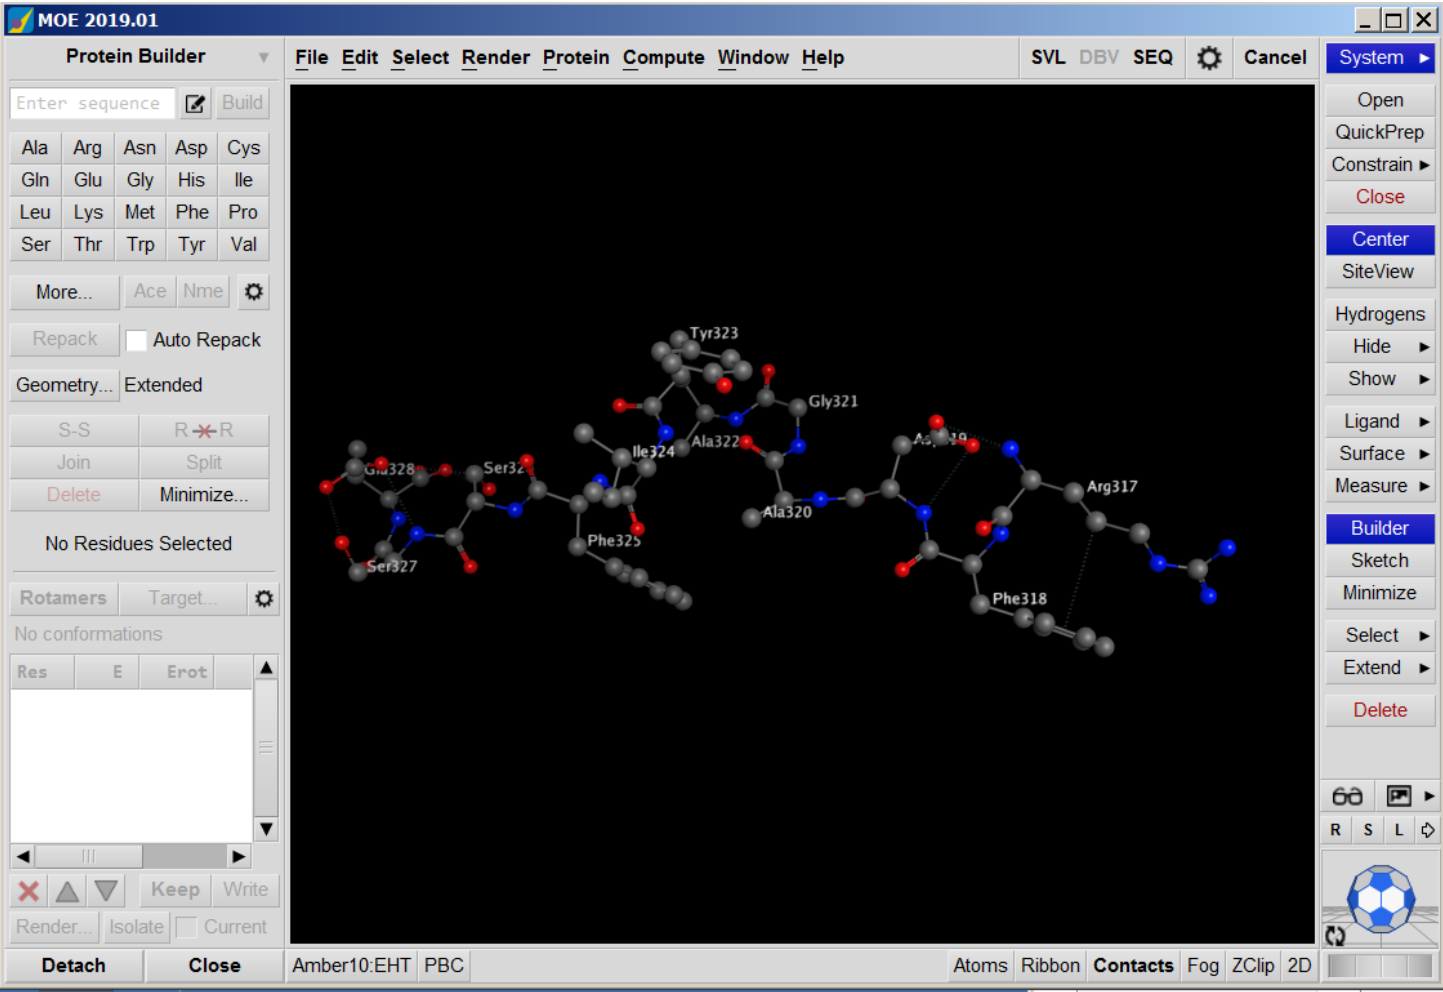 MOE 2019.01
Protein Builder
File Edit Select Render Protein Compute Window Help
SVL DBV SEQ Cancel
System
Enter sequence Build
Ala Arg Asn Asp Cys
Gln Glu Gly His Ile
Leu Lys Met Phe Pro
Ser Thr Trp Tyr Val
More... Ace Nme
Repack Auto Repack
Geometry... Extended
S-S R R
Join Split
Delete Minimize...
No Residues Selected
Rotamers Target...
No conformations
Res E Erot
Keep Write
Render... Isolate Current
Detach Close
Tyr323
Gly321
Ala322
Ile324
Ser32
Arg317
Ala320
Phe325
Ser327
Phe318
Open
QuickPrep
Constrain
Close
Center
SiteView
Hydrogens
Hide
Show
Ligand
Surface
Measure
Builder
Sketch
Minimize
Select
Extend
Delete
R S L
Amber10:EHT PBC
Atoms Ribbon Contacts Fog ZClip 2D